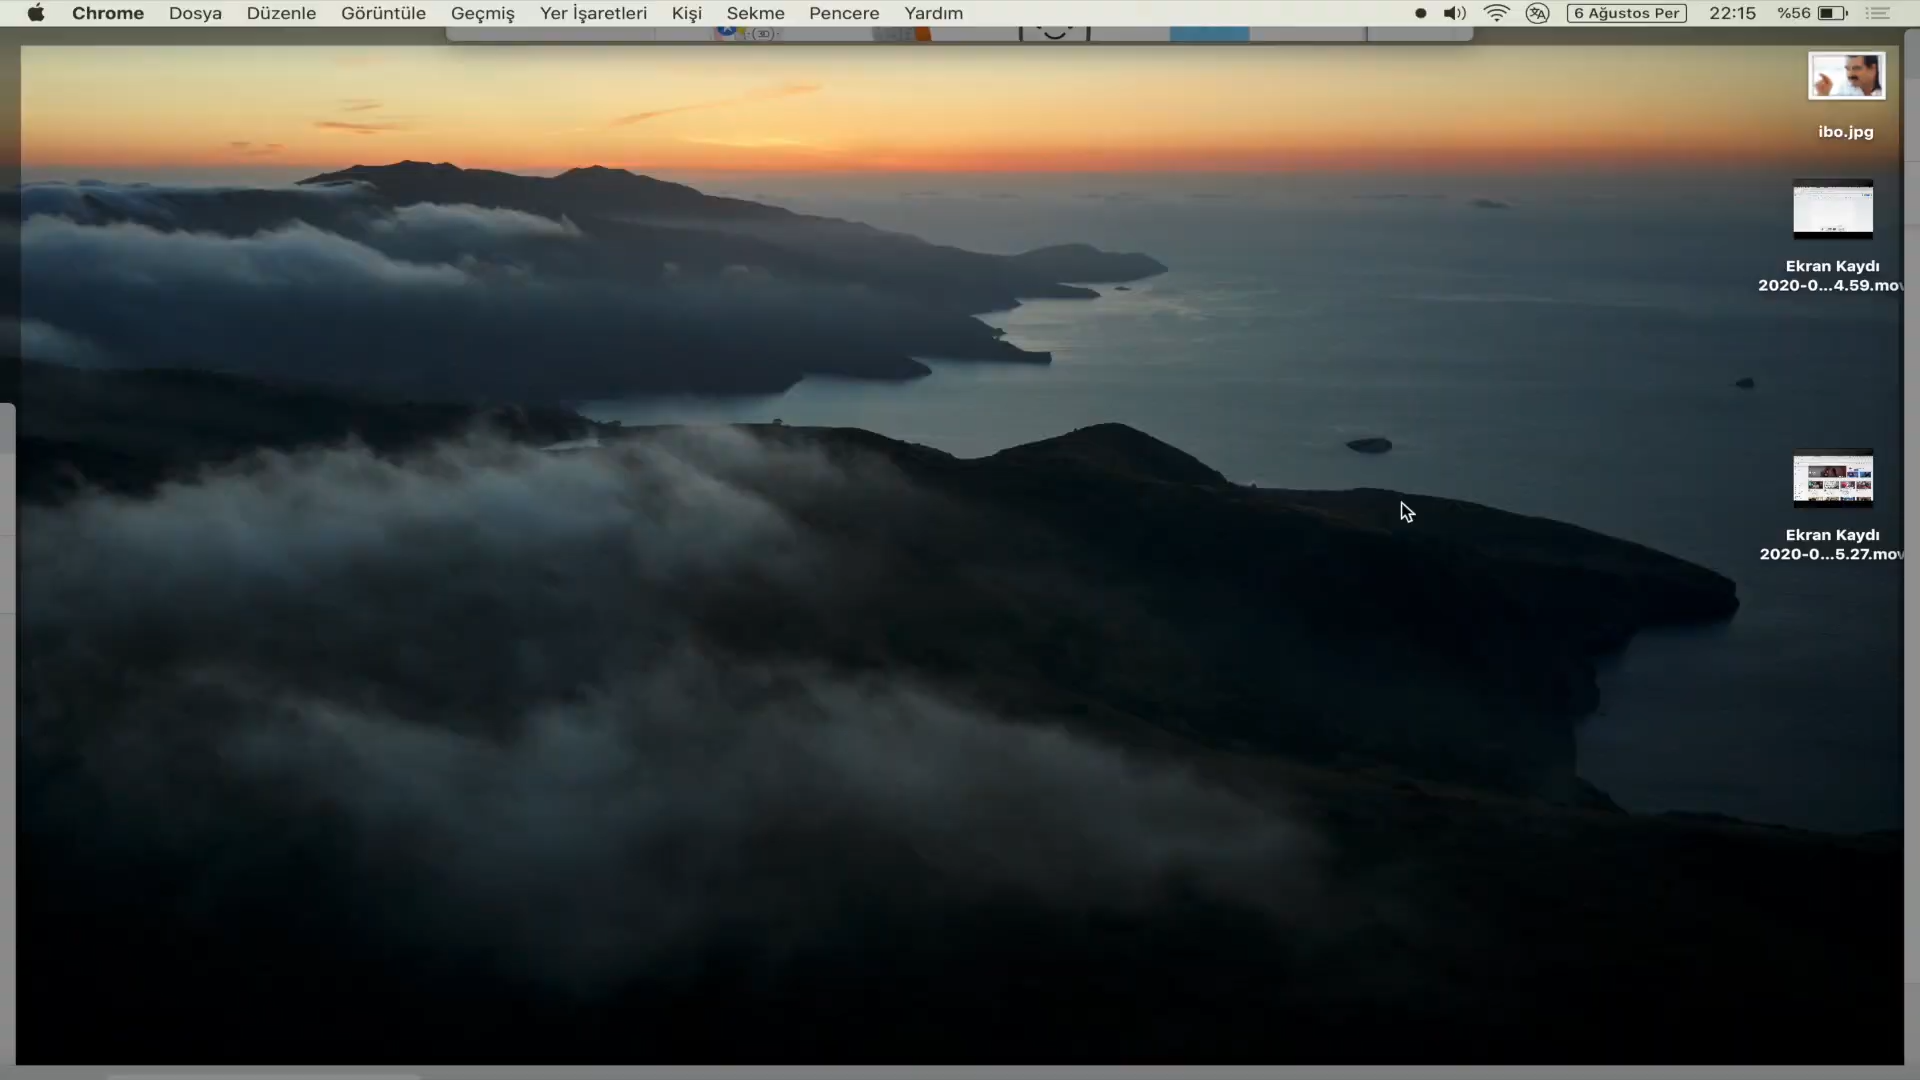 Chrome Dosya Düzenle Görüntüle Geçmiş Yer İşaretleri Kişi Sekme Pencere Yardım 6 Ağustos Per 22:15 %56
(3D)
ibo.jpg
Ekran Kaydı
2020-0...4.59.mov
Ekran Kaydı
2020-0...5.27.mov